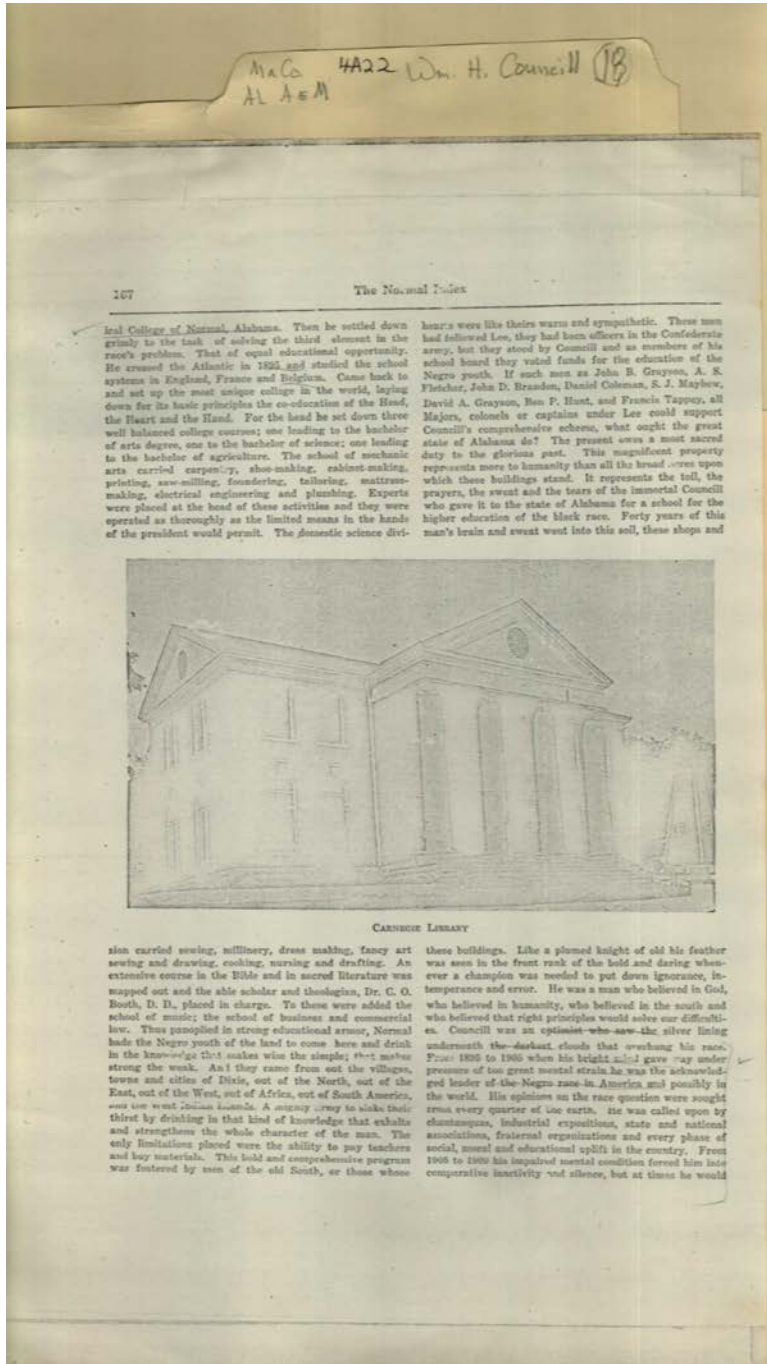 MaCo 4A22 Wm. H. Councill 18
AL A&M
167
The Normal Index
ical College of Normal, Alabama. Then he settled down
grimly to the task of solving the third element in the
race's problem. That of equal educational opportunity.
He crossed the Atlantic in 1895 and studied the school
systems in England, France and Belgium. Came back to
and set up the most unique college in the world, laying
down for its basic principles the co-education of the Head,
the Heart and the Hand. For the head he set down three
well balanced college courses; one leading to the bachelor
of arts degree, one to the bachelor of science; one leading
to the bachelor of agriculture. The school of mechanic
arts carried carpentry, shoe-making, cabinet-making,
printing, saw-milling, foundering, tailoring, mattress-
making, electrical engineering and plumbing. Experts
were placed at the head of these activities and they were
operated as thoroughly as the limited means in the hands
of the president would permit. The domestic science divi-
hearts were like theirs warm and sympathetic. These men
had followed Lee, they had been officers in the Confederate
army, but they stood by Councill and as members of his
school board they voted funds for the education of the
Negro youth. If such men as John B. Grayson, A. S.
Fletcher, John D. Brandon, Daniel Coleman, S. J. Mayhew,
David A. Grayson, Ben P. Hunt, and Francis Tappey, all
Majors, colonels or captains under Lee could support
Councill's comprehensive scheme, what ought the great
state of Alabama do? The present owes a most sacred
duty to the glorious past. This magnificent property
represents more to humanity than all the broad acres upon
which these buildings stand. It represents the toil, the
prayers, the sweat and the tears of the immortal Councill
who gave it to the state of Alabama for a school for the
higher education of the black race. Forty years of this
man's brain and sweat went into this soil, these shops and
CARNEGIE LIBRARY
sion carried sewing, millinery, dress making, fancy art
sewing and drawing, cooking, nursing and drafting. An
extensive course in the Bible and in sacred literature was
mapped out and the able scholar and theologian, Dr. C. O.
Booth, D. D., placed in charge. To these were added the
school of music; the school of business and commercial
law. Thus panoplied in strong educational armor, Normal
bade the Negro youth of the land to come here and drink
in the knowledge that makes wise the simple; that makes
strong the weak. And they came from out the villages,
towns and cities of Dixie, out of the North, out of the
East, out of the West, out of Africa, out of South America,
and the West Indian Islands. A mighty army to slake their
thirst by drinking in that kind of knowledge that exhalts
and strengthens the whole character of the man. The
only limitations placed were the ability to pay teachers
and buy materials. This bold and comprehensive program
was fostered by men of the old South, or those whose
these buildings. Like a plumed knight of old his feather
was seen in the front rank of the bold and daring when-
ever a champion was needed to put down ignorance, in-
temperance and error. He was a man who believed in God,
who believed in humanity, who believed in the south and
who believed that right principles would solve our difficulti-
es. Councill was an optimist who saw the silver lining
underneath the darkest clouds that overhung his race.
From 1895 to 1905 when his bright mind gave way under
pressure of too great mental strain he was the acknowled-
ged leader of the Negro race in America and possibly in
the world. His opinions on the race question were sought
from every quarter of the earth. He was called upon by
chautauquas, industrial expositions, state and national
associations, fraternal organizations and every phase of
social, moral and educational uplift in the country. From
1905 to 1909 his impaired mental condition forced him into
comparative inactivity and silence, but at times he would